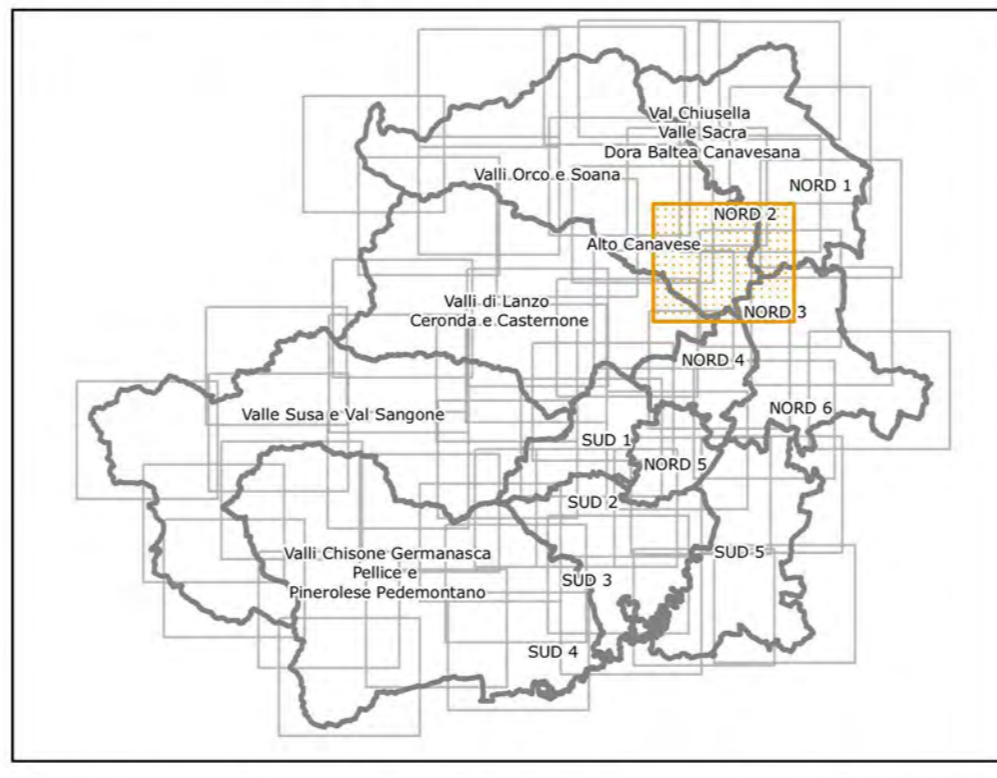 Val Chiusella
Valle Sacra
Dora Baltea Canavesana
Valli Orco e Soana
NORD 1
NORD 2
Alto Canavese
Valli di Lanzo
Ceronda e Casternone
NORD 3
NORD 4
Valle Susa e Val Sangone
NORD 6
SUD 1
NORD 5
SUD 2
Valli Chisone Germanasca
Pellice e
Pinerolese Pedemontano
SUD 5
SUD 3
SUD 4